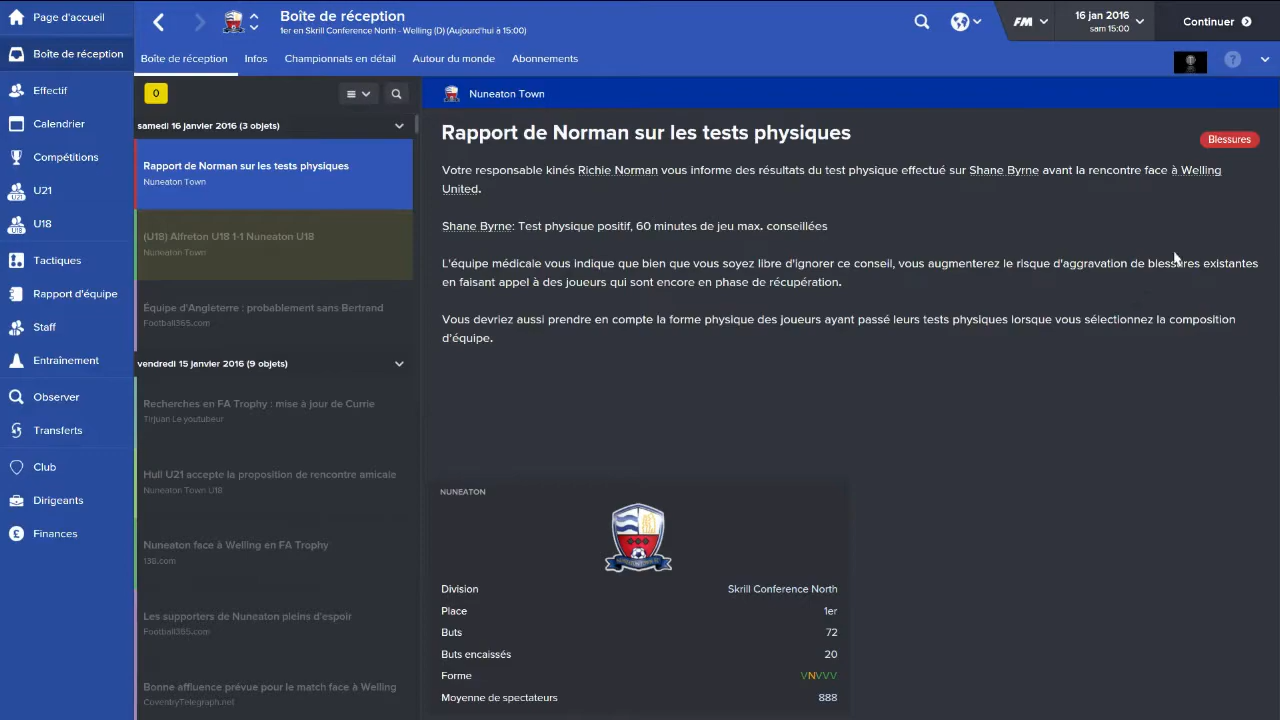 Page d'accueil
Boîte de réception
Effectif
Calendrier
Compétitions
U21
U21
U18
U18
Tactiques
Rapport d'équipe
Staff
Entraînement
Observer
Transferts
Club
Dirigeants
Finances
Boîte de réception
1er en Skrill Conference North - Welling (D) (Aujourd'hui à 15:00)
FM
16 jan 2016
sam 15:00
Continuer
Boîte de réception
Infos
Championnats en détail
Autour du monde
Abonnements
?
0
samedi 16 janvier 2016 (3 objets)
Rapport de Norman sur les tests physiques
Nuneaton Town
(U18) Alfreton U18 1-1 Nuneaton U18
Nuneaton Town
Équipe d'Angleterre : probablement sans Bertrand
Football365.com
vendredi 15 janvier 2016 (9 objets)
Recherches en FA Trophy : mise à jour de Currie
Tirjuan Le youtubeur
Hull U21 accepte la proposition de rencontre amicale
Nuneaton Town U18
Nuneaton face à Welling en FA Trophy
138.com
Les supporters de Nuneaton pleins d'espoir
Football365.com
Bonne affluence prévue pour le match face à Welling
CoventryTelegraph.net
Nuneaton Town
Rapport de Norman sur les tests physiques
Blessures
Votre responsable kinés Richie Norman vous informe des résultats du test physique effectué sur Shane Byrne avant la rencontre face à Welling
United.
Shane Byrne: Test physique positif, 60 minutes de jeu max. conseillées
L'équipe médicale vous indique que bien que vous soyez libre d'ignorer ce conseil, vous augmenterez le risque d'aggravation de blessures existantes
en faisant appel à des joueurs qui sont encore en phase de récupération.
Vous devriez aussi prendre en compte la forme physique des joueurs ayant passé leurs tests physiques lorsque vous sélectionnez la composition
d'équipe.
NUNEATON
Division Skrill Conference North
Place 1er
Buts 72
Buts encaissés 20
Forme VNVVV
Moyenne de spectateurs 888